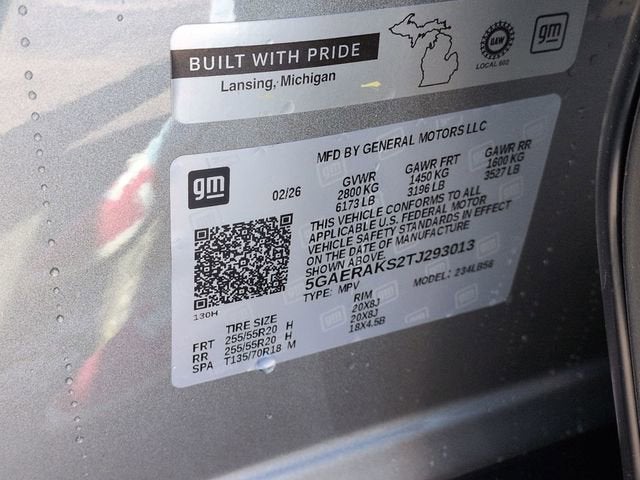 BUILT WITH PRIDE
Lansing, Michigan
UAW
LOCAL 602
gm
MFD BY GENERAL MOTORS LLC
gm
02/26
GVWR
2800 KG
6173 LB
GAWR FRT
1450 KG
3196 LB
GAWR RR
1600 KG
3527 LB
THIS VEHICLE CONFORMS TO ALL
APPLICABLE U.S. FEDERAL MOTOR
VEHICLE SAFETY STANDARDS IN EFFECT
ON THE DATE OF MANUFACTURE
SHOWN ABOVE.
5GAERAKS2TJ293013
TYPE: MPV
MODEL: 234LB56
130H
TIRE SIZE
RIM
FRT 255/55R20 H 20X8J
RR 255/55R20 H 20X8J
SPA T135/70R18 M 18X4.5B